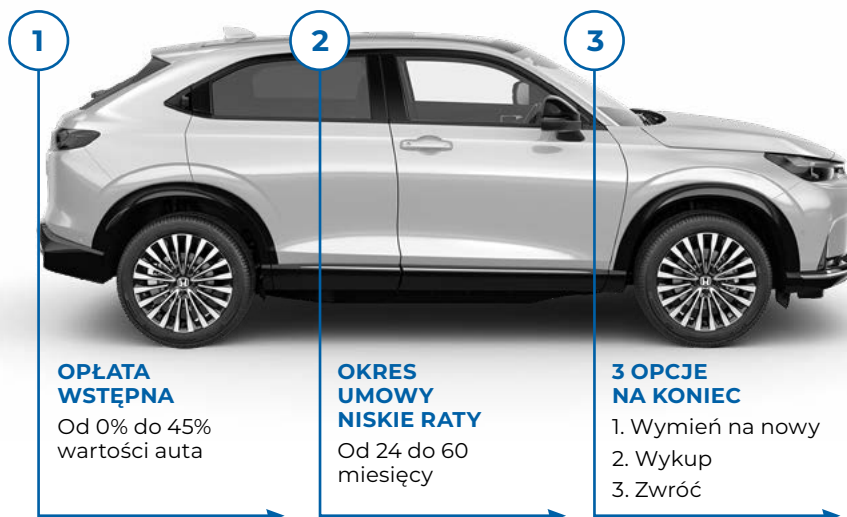 1
2
3
OPŁATA
WSTĘPNA
Od 0% do 45%
wartości auta
OKRES
UMOWY
NISKIE RATY
Od 24 do 60
miesięcy
3 OPCJE
NA KONIEC
1. Wymień na nowy
2. Wykup
3. Zwróć